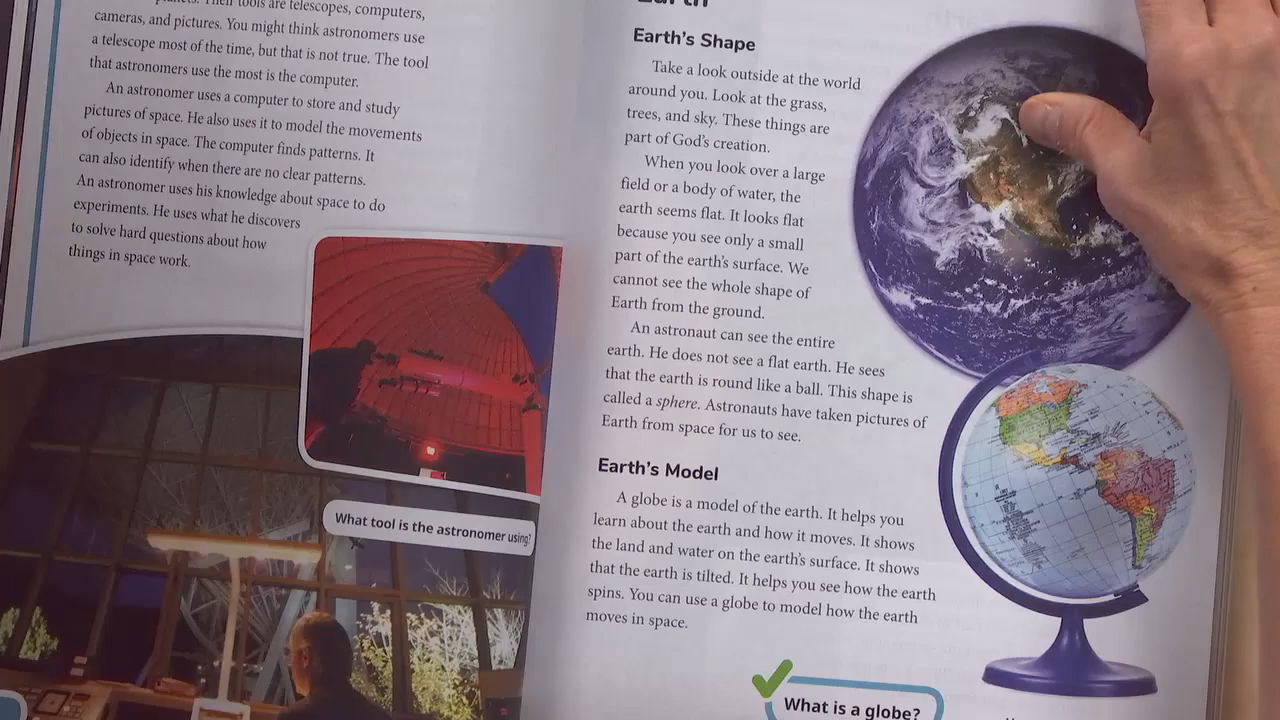 Their tools are telescopes, computers,
cameras, and pictures. You might think astronomers use
a telescope most of the time, but that is not true. The tool
that astronomers use the most is the computer.
An astronomer uses a computer to store and study
pictures of space. He also uses it to model the movements
of objects in space. The computer finds patterns. It
can also identify when there are no clear patterns.
An astronomer uses his knowledge about space to do
experiments. He uses what he discovers
to solve hard questions about how
things in space work.
What tool is the astronomer using?
Earth
Earth's Shape
Take a look outside at the world
around you. Look at the grass,
trees, and sky. These things are
part of God's creation.
When you look over a large
field or a body of water, the
earth seems flat. It looks flat
because you see only a small
part of the earth's surface. We
cannot see the whole shape of
Earth from the ground.
An astronaut can see the entire
earth. He does not see a flat earth. He sees
that the earth is round like a ball. This shape is
called a sphere. Astronauts have taken pictures of
Earth from space for us to see.
Earth's Model
A globe is a model of the earth. It helps you
learn about the earth and how it moves. It shows
the land and water on the earth's surface. It shows
that the earth is tilted. It helps you see how the earth
spins. You can use a globe to model how the earth
moves in space.
What is a globe?